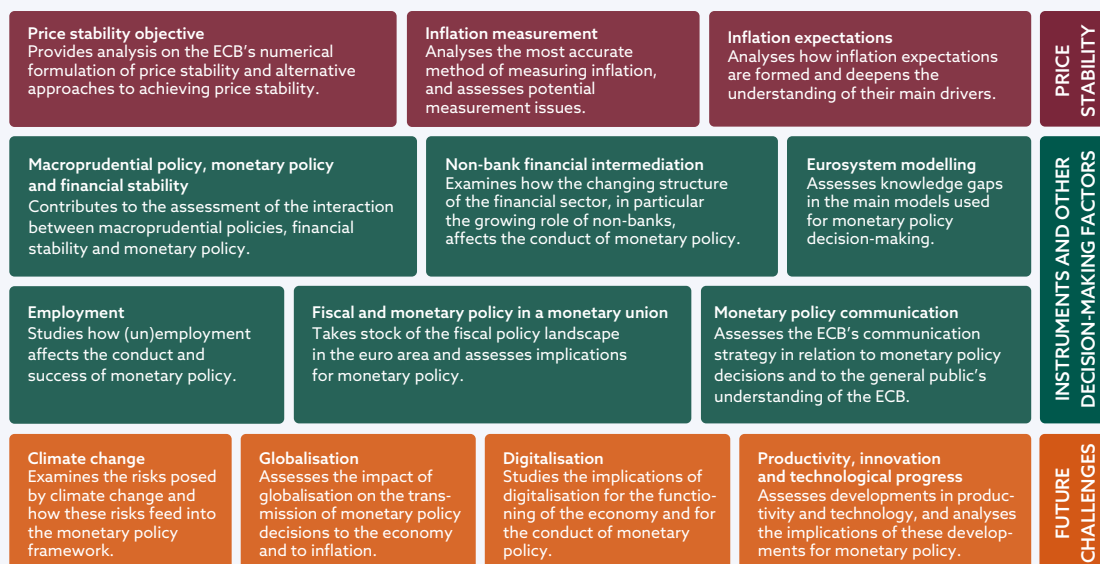 Price stability objective
Provides analysis on the ECB's numerical
formulation of price stability and alternative
approaches to achieving price stability.
Inflation measurement
Analyses the most accurate
method of measuring inflation,
and assesses potential
measurement issues.
Inflation expectations
Analyses how inflation expectations
are formed and deepens the
understanding of their main drivers.
PRICE
STABILITY
Macroprudential policy, monetary policy
and financial stability
Contributes to the assessment of the interaction
between macroprudential policies, financial
stability and monetary policy.
Non-bank financial intermediation
Examines how the changing structure
of the financial sector, in particular
the growing role of non-banks,
affects the conduct of monetary policy.
Eurosystem modelling
Assesses knowledge gaps
in the main models used
for monetary policy
decision-making.
Employment
Studies how (un)employment
affects the conduct and
success of monetary policy.
Fiscal and monetary policy in a monetary union
Takes stock of the fiscal policy landscape
in the euro area and assesses implications
for monetary policy.
Monetary policy communication
Assesses the ECB's communication
strategy in relation to monetary policy
decisions and to the general public's
understanding of the ECB.
INSTRUMENTS AND OTHER
DECISION-MAKING FACTORS
Climate change
Examines the risks posed
by climate change and
how these risks feed into
the monetary policy
framework.
Globalisation
Assesses the impact of
globalisation on the trans-
mission of monetary policy
decisions to the economy
and to inflation.
Digitalisation
Studies the implications of
digitalisation for the functio-
ning of the economy and for
the conduct of monetary
policy.
Productivity, innovation
and technological progress
Assesses developments in produc-
tivity and technology, and analyses
the implications of these develop-
ments for monetary policy.
FUTURE
CHALLENGES